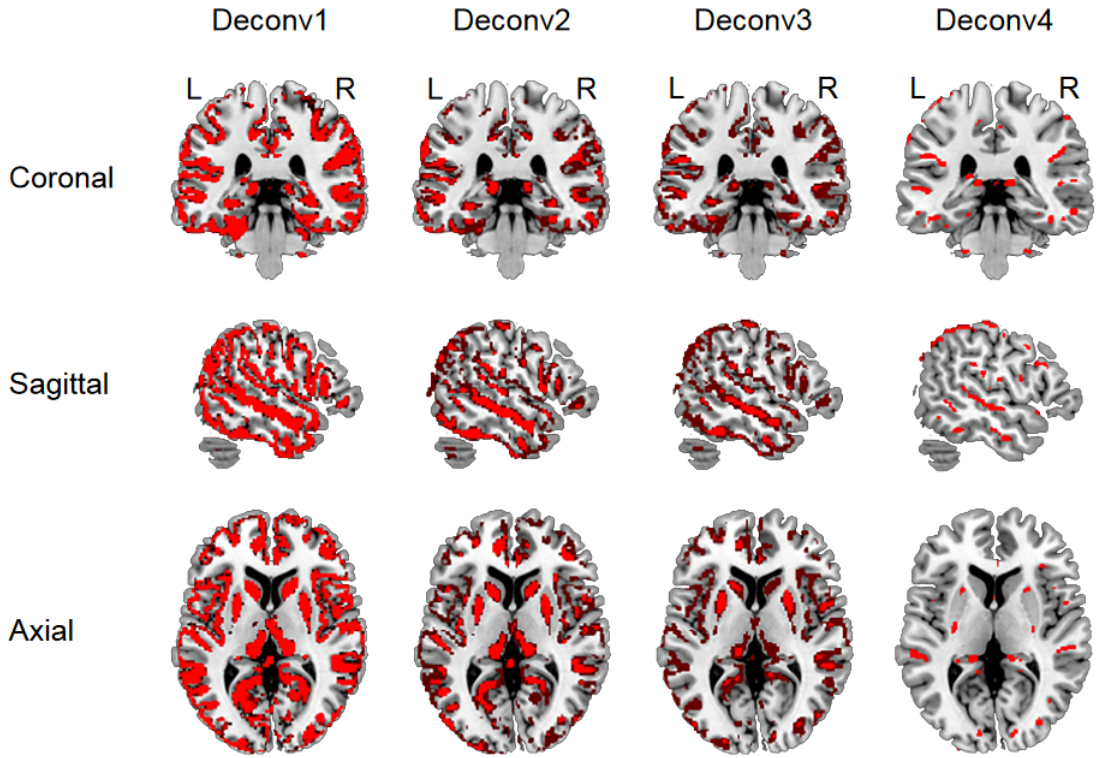 Deconv1 Deconv2 Deconv3 Deconv4
L R L R L R L R
Coronal
Sagittal
Axial